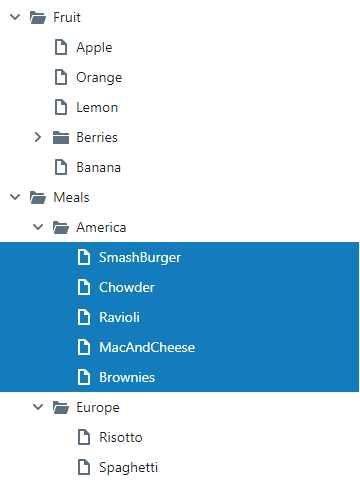 Fruit
Apple
Orange
Lemon
Berries
Banana
Meals
America
SmashBurger
Chowder
Ravioli
MacAndCheese
Brownies
Europe
Risotto
Spaghetti